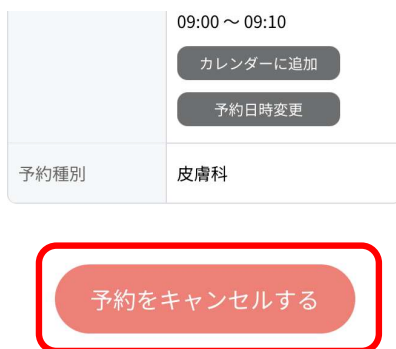 09:00 ～ 09:10
カレンダーに追加
予約日時変更
予約種別 皮膚科
予約をキャンセルする